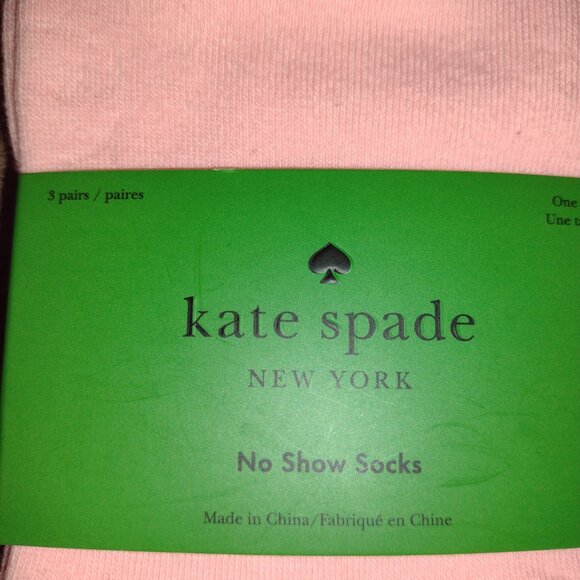 3 pairs / paires
One
Une
kate spade
NEW YORK
No Show Socks
Made in China/Fabriqué en Chine